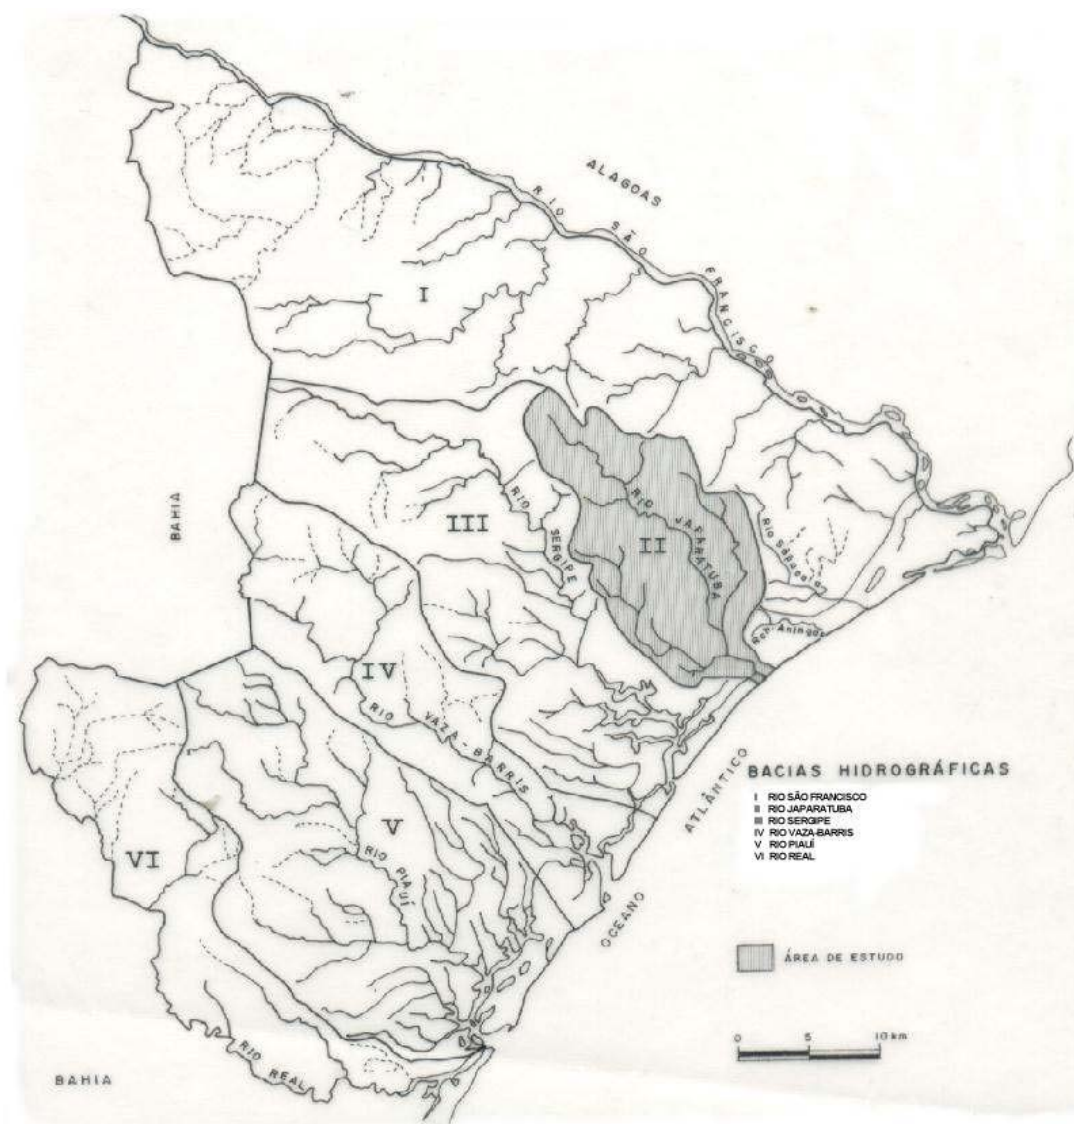 ALAGOAS
RIO SÃO FRANCISCO
I
BAHIA
III
RIO SERGIPE
II
RIO JAPARATUBA
Rio Sapucaia
Rch. Aningas
IV
RIO VAZA-BARRIS
V
RIO PIAUÍ
VI
RIO REAL
BAHIA
OCEANO ATLÂNTICO
BACIAS HIDROGRÁFICAS
I RIO SÃO FRANCISCO
II RIO JAPARATUBA
III RIO SERGIPE
IV RIO VAZA-BARRIS
V RIO PIAUÍ
VI RIO REAL
ÁREA DE ESTUDO
0 5 10 km